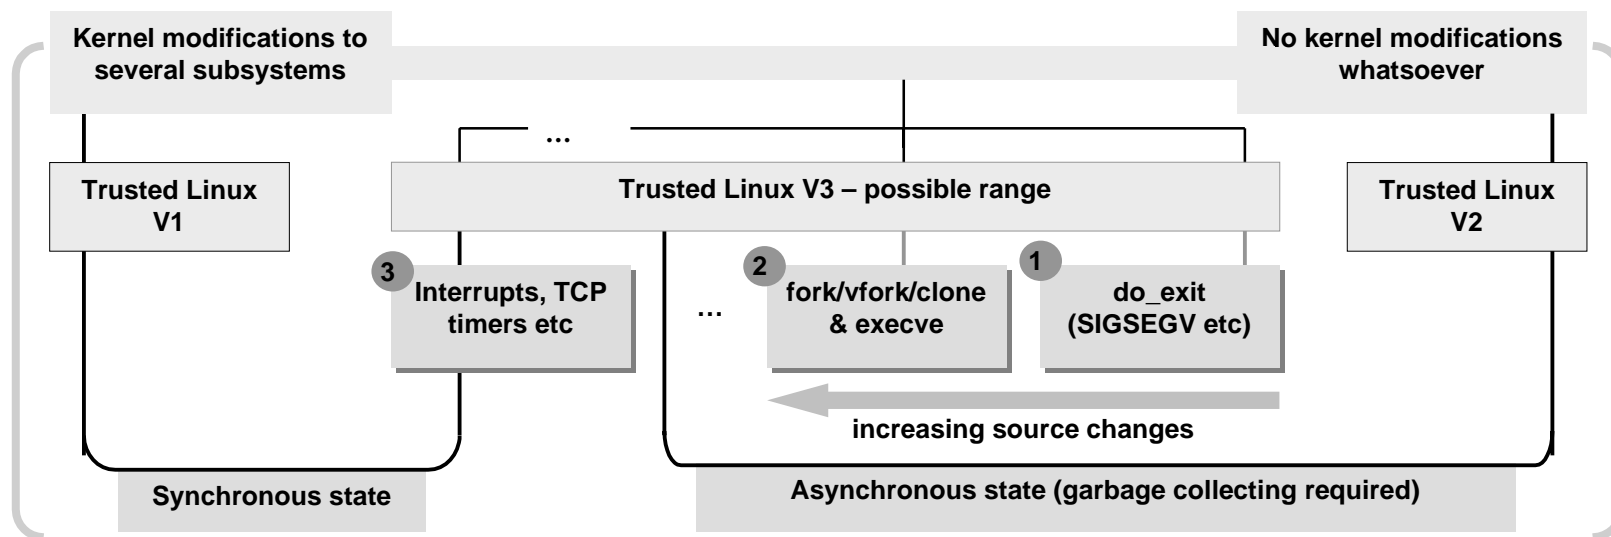 Kernel modifications to
several subsystems
No kernel modifications
whatsoever
...
Trusted Linux
V1
Trusted Linux V3 – possible range
Trusted Linux
V2
3
Interrupts, TCP
timers etc
...
2
fork/vfork/clone
& execve
1
do_exit
(SIGSEGV etc)
increasing source changes
Synchronous state
Asynchronous state (garbage collecting required)